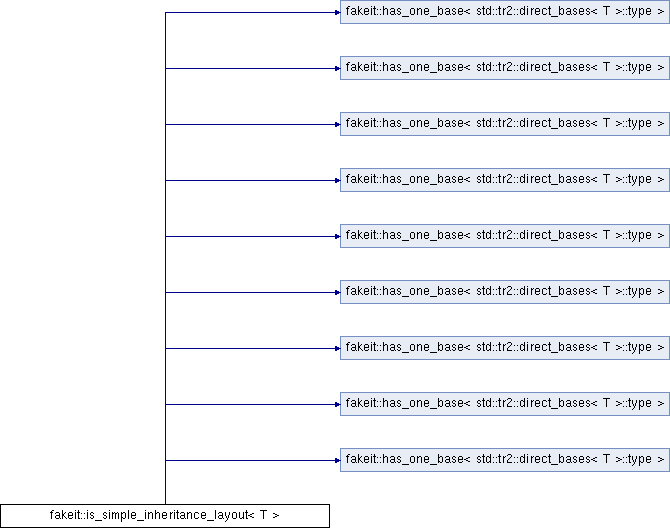 fakeit::has_one_base< std::tr2::direct_bases< T >::type >
fakeit::has_one_base< std::tr2::direct_bases< T >::type >
fakeit::has_one_base< std::tr2::direct_bases< T >::type >
fakeit::has_one_base< std::tr2::direct_bases< T >::type >
fakeit::has_one_base< std::tr2::direct_bases< T >::type >
fakeit::has_one_base< std::tr2::direct_bases< T >::type >
fakeit::has_one_base< std::tr2::direct_bases< T >::type >
fakeit::has_one_base< std::tr2::direct_bases< T >::type >
fakeit::has_one_base< std::tr2::direct_bases< T >::type >
fakeit::is_simple_inheritance_layout< T >